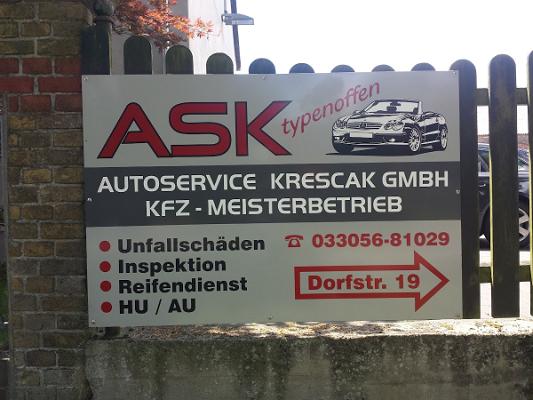 ASK typenoffen
AUTOSERVICE KRESCAK GMBH
KFZ - MEISTERBETRIEB
• Unfallschäden ☎ 033056-81029
• Inspektion
• Reifendienst Dorfstr. 19
• HU / AU